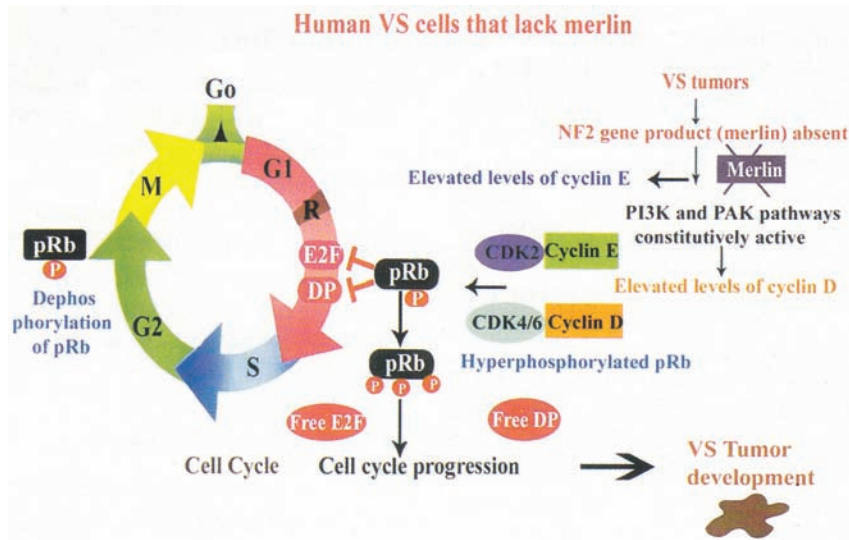 Human VS cells that lack merlin
Go
G1
M
R
E2F
DP
pRb
P
Dephos
phorylation
of pRb
G2
S
pRb
P
pRb
P P P
Free E2F
Free DP
Cell Cycle
Cell cycle progression
VS tumors
NF2 gene product (merlin) absent
Merlin
Elevated levels of cyclin E
PI3K and PAK pathways
constitutively active
CDK2 Cyclin E
Elevated levels of cyclin D
CDK4/6 Cyclin D
Hyperphosphorylated pRb
VS Tumor
development